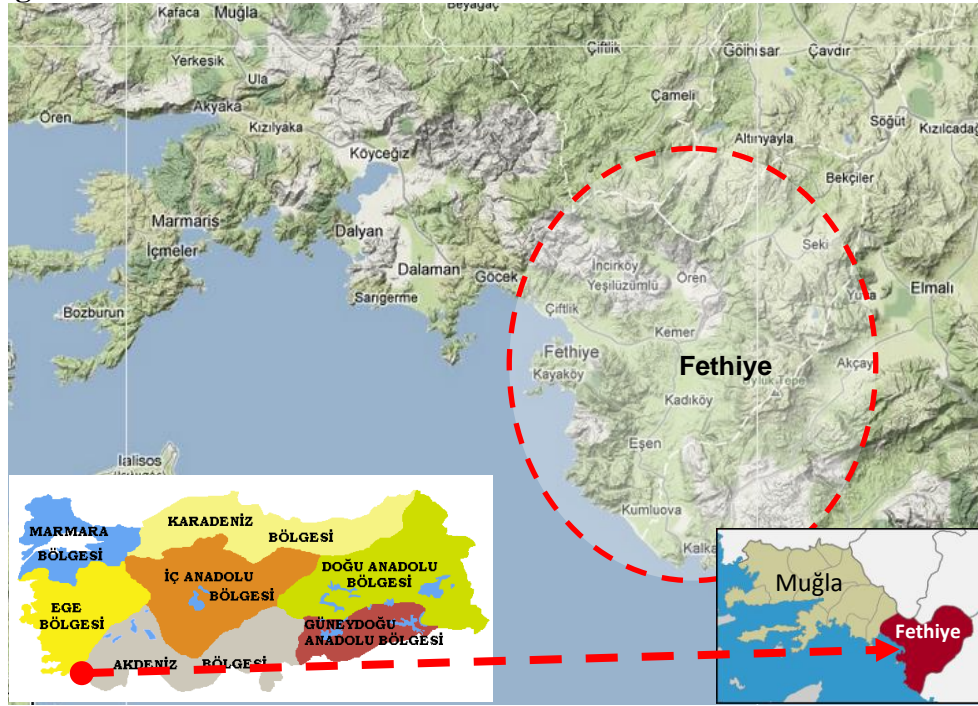 Kafaca Muğla
Beyağaç
Yerkesik
Çiftlik
Gölhisar
Çavdır
Ula
Çameli
Akyaka
Ören
Kızılyaka
Söğüt
Kızılcadağ
Köyceğiz
Altınyayla
Bekçiler
Marmaris
Dalyan
Seki
İçmeler
Dalaman
Göcek
İncirköy
Ören
Yeşilüzümlü
Elmalı
Sarıgerme
Bozburun
Çiftlik
Kemer
Fethiye
Fethiye
Akçay
Kayaköy
Kadıköy
Eşen
Ialisos
Kumluova
Kalka
MARMARA
BÖLGESİ
KARADENİZ
BÖLGESİ
İÇ ANADOLU
BÖLGESİ
DOĞU ANADOLU
BÖLGESİ
EGE
BÖLGESİ
GÜNEYDOĞU
ANADOLU BÖLGESİ
AKDENİZ BÖLGESİ
Muğla
Fethiye